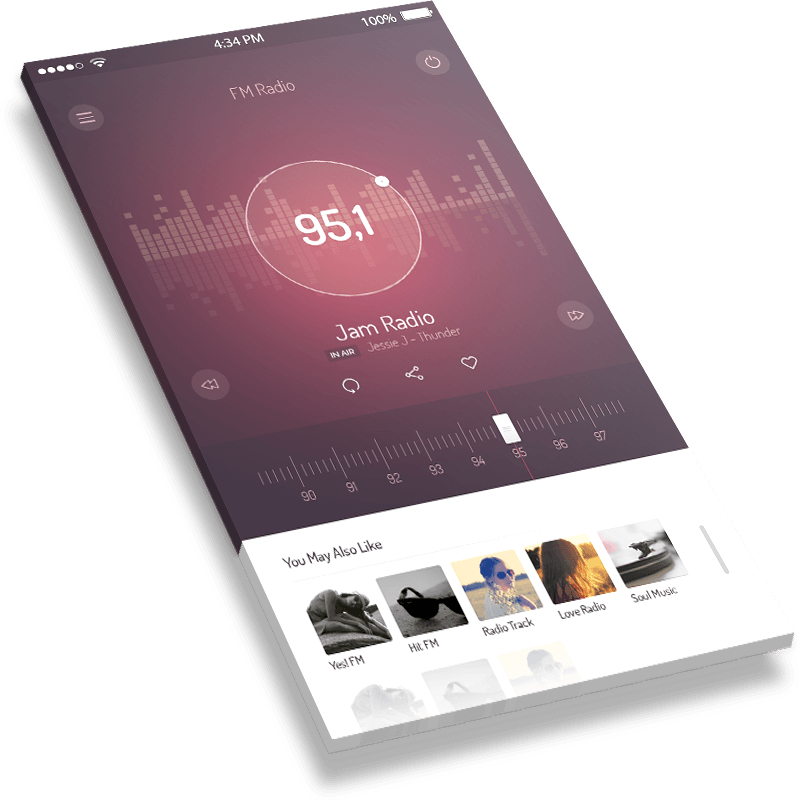 4:34 PM
100%
FM Radio
95,1
Jam Radio
IN AIR Jessie J - Thunder
90 91 92 93 94 95 96 97
You May Also Like
Yes! FM
Hit FM
Radio Track
Love Radio
Soul Music